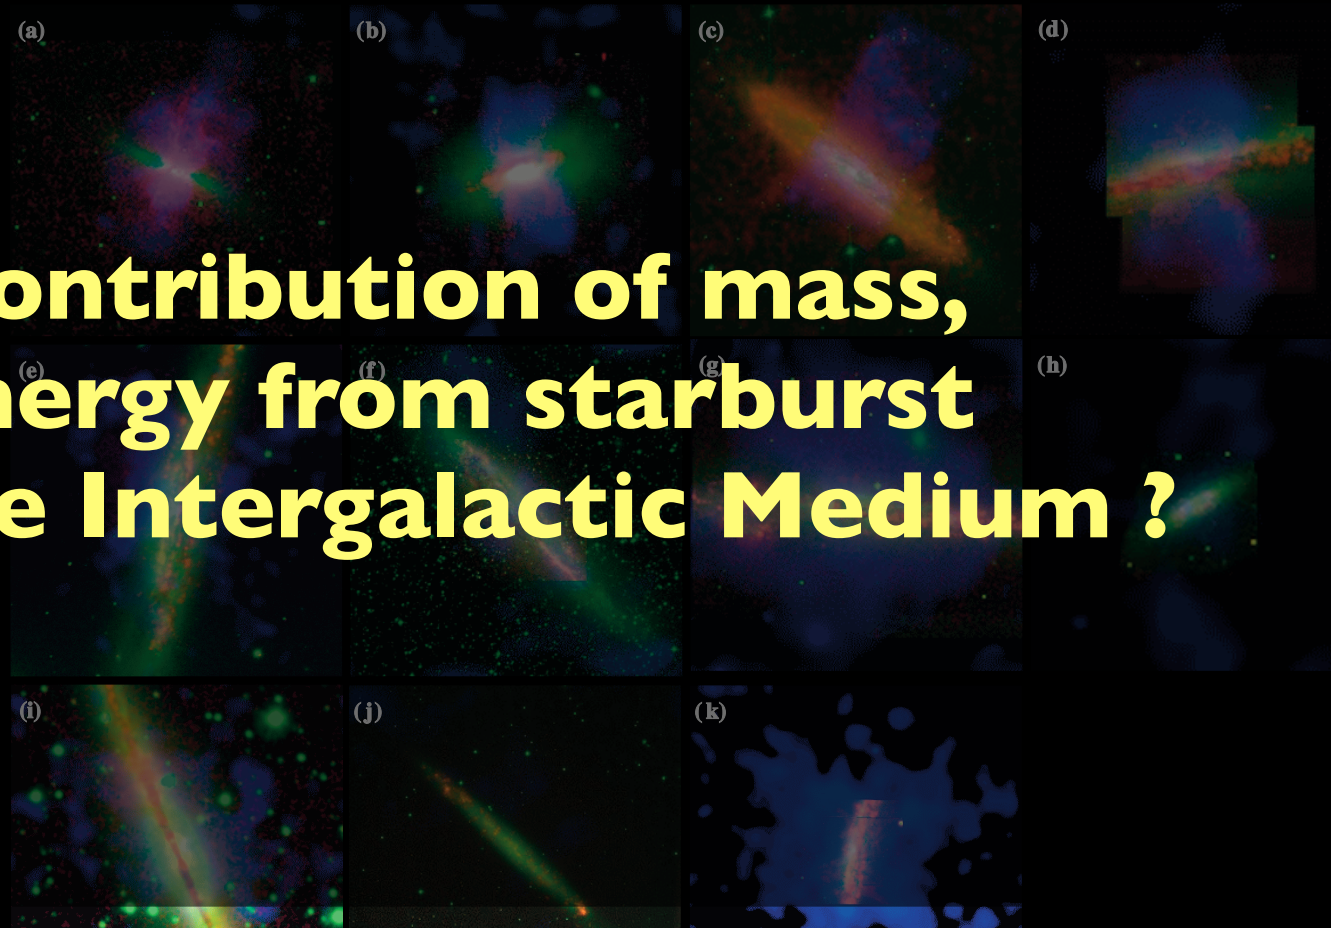 (a) (b) (c) (d)
ontribution of mass,
(e) (f) (g) (h)
nergy from starburst
e Intergalactic Medium ?
(i) (j) (k)